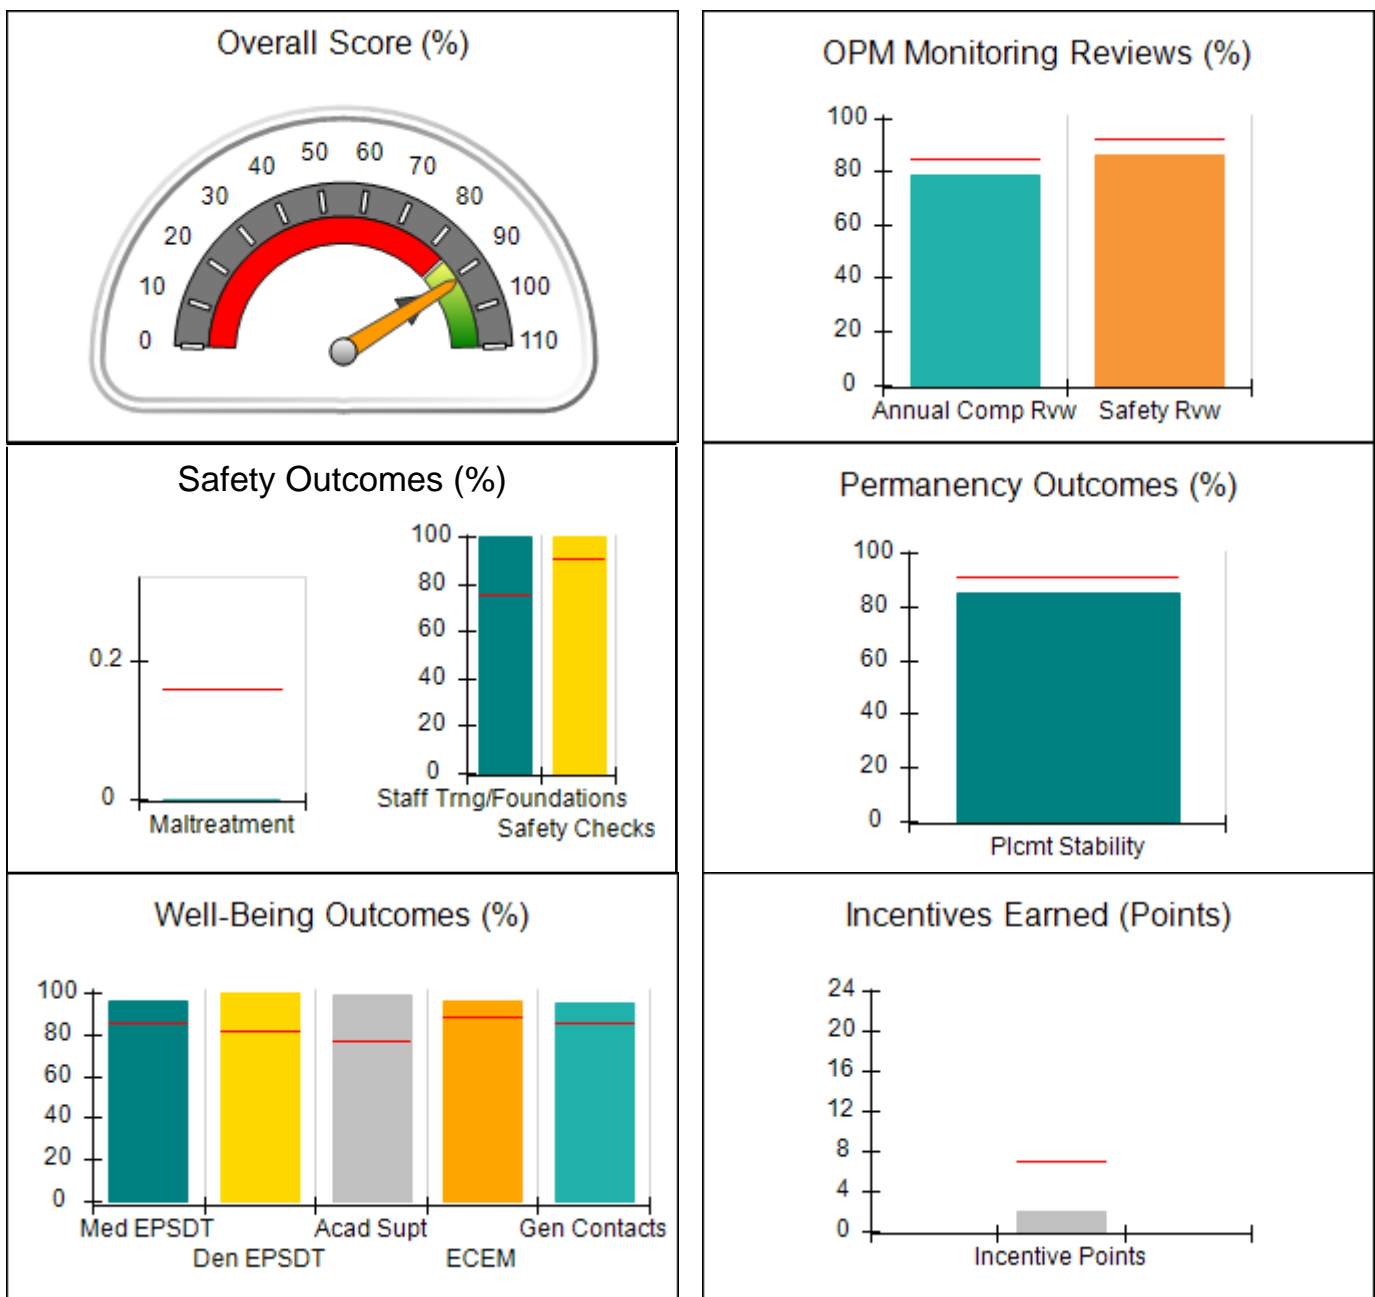 Overall Score (%)
0
10
20
30
40
50
60
70
80
90
100
110
OPM Monitoring Reviews (%)
100
80
60
40
20
0
Annual Comp Rvw
Safety Rvw
Safety Outcomes (%)
0.2
0
Maltreatment
100
80
60
40
20
0
Staff Trng/Foundations
Safety Checks
Permanency Outcomes (%)
100
80
60
40
20
0
Plcmt Stability
Well-Being Outcomes (%)
100
80
60
40
20
0
Med EPSDT
Acad Supt
Gen Contacts
Den EPSDT
ECEM
Incentives Earned (Points)
24
20
16
12
8
4
0
Incentive Points